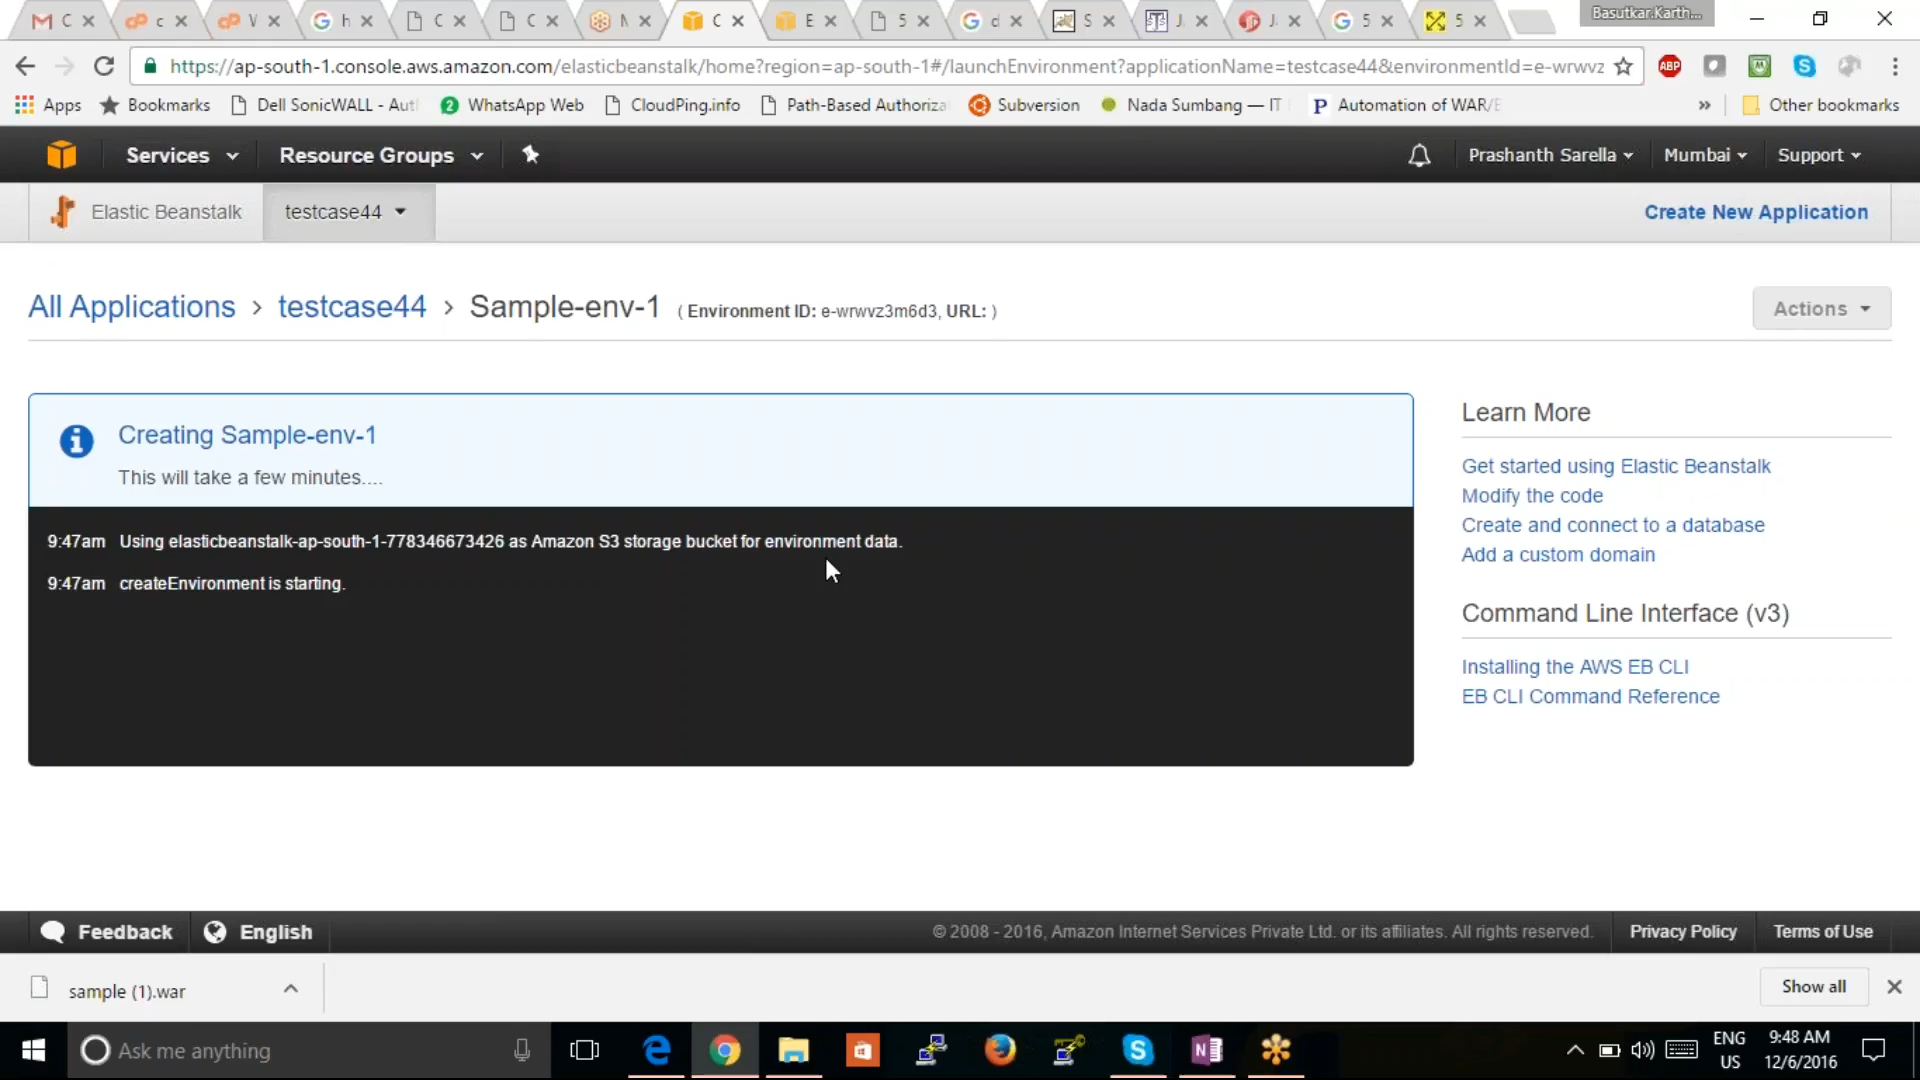 C
c
V
h
C
C
C
E
5
d
S
J
J
5
5
Basutkar.Karth...
https://ap-south-1.console.aws.amazon.com/elasticbeanstalk/home?region=ap-south-1#/launchEnvironment?applicationName=testcase44&environmentId=e-wrwvz
ABP
Apps
Bookmarks
Dell SonicWALL - Aut
2
WhatsApp Web
CloudPing.info
Path-Based Authoriza
Subversion
Nada Sumbang — IT
P
Automation of WAR/E
»
Other bookmarks
Services
Resource Groups
Prashanth Sarella
Mumbai
Support
Elastic Beanstalk
testcase44
Create New Application
All Applications > testcase44 > Sample-env-1 ( Environment ID: e-wrwvz3m6d3, URL: )
Actions
Creating Sample-env-1
This will take a few minutes....
9:47am Using elasticbeanstalk-ap-south-1-778346673426 as Amazon S3 storage bucket for environment data.
9:47am createEnvironment is starting.
Learn More
Get started using Elastic Beanstalk
Modify the code
Create and connect to a database
Add a custom domain
Command Line Interface (v3)
Installing the AWS EB CLI
EB CLI Command Reference
Feedback
English
© 2008 - 2016, Amazon Internet Services Private Ltd. or its affiliates. All rights reserved.
Privacy Policy
Terms of Use
sample (1).war
Show all
Ask me anything
ENG
US
9:48 AM
12/6/2016